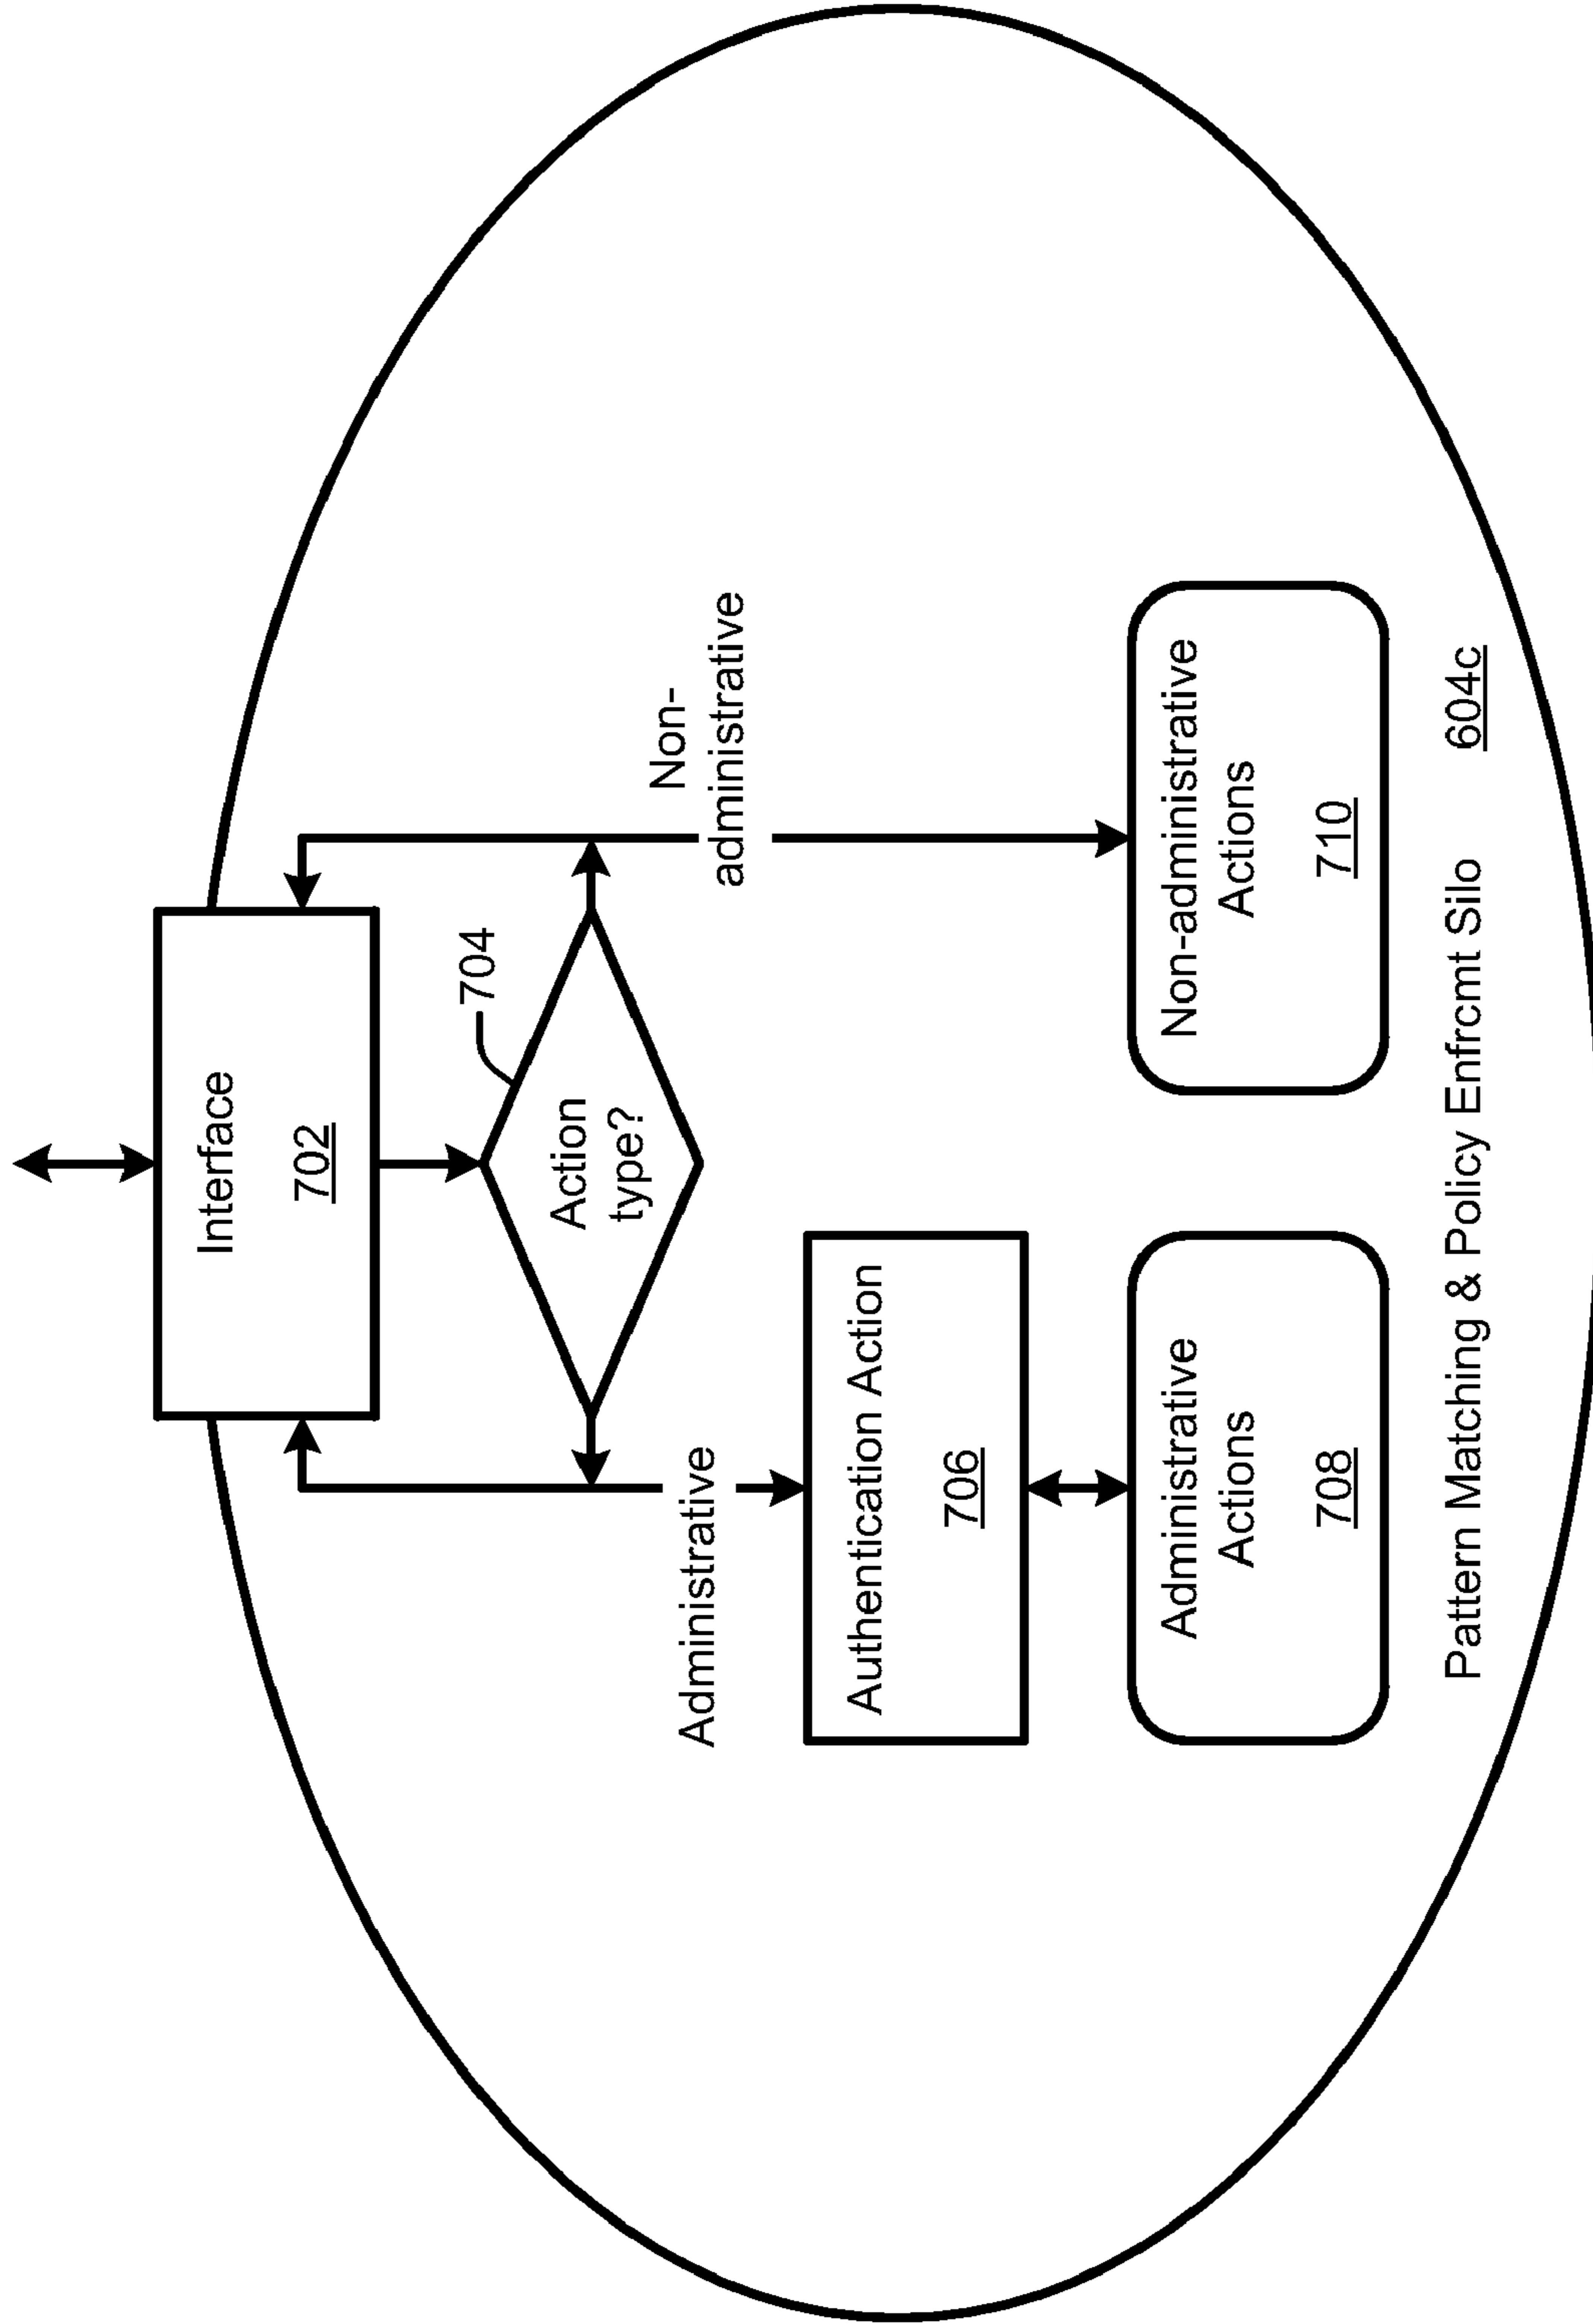 Interface
702
704
Action
type?
Administrative
Non-
administrative
Authentication Action
706
Administrative
Actions
708
Non-administrative
Actions
710
Pattern Matching & Policy Enfrcmt Silo 604c